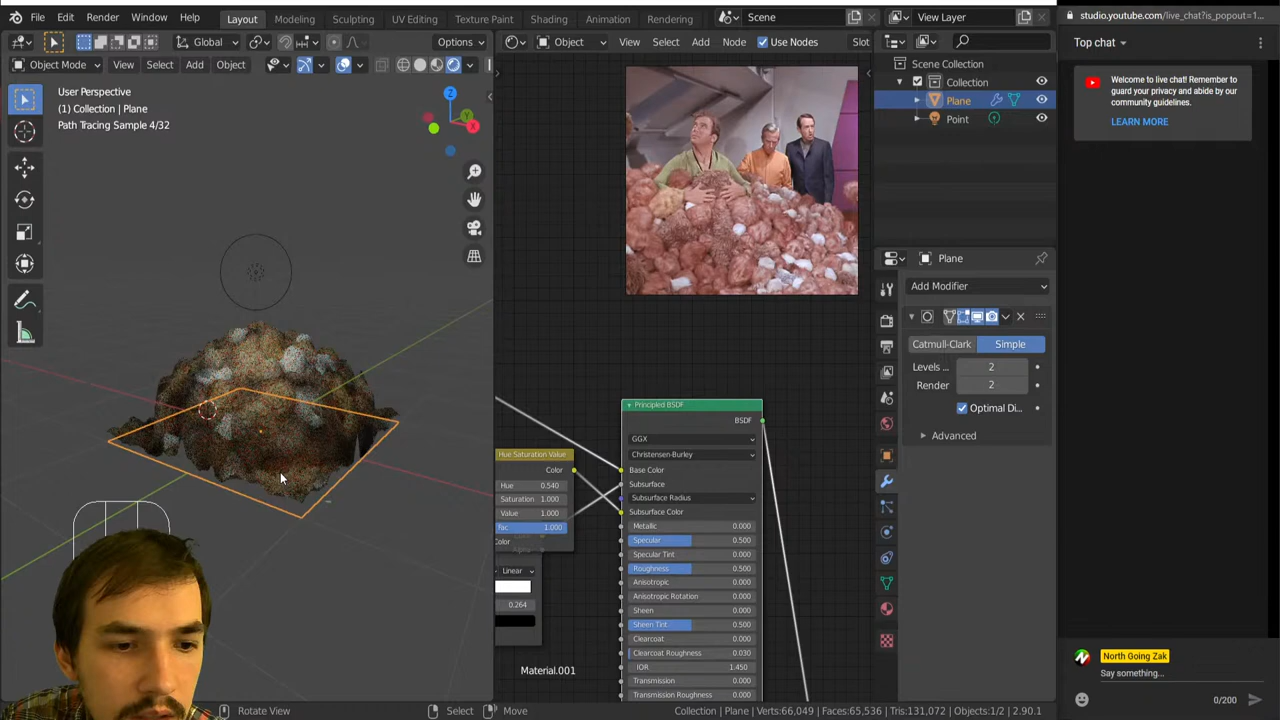 File Edit Render Window Help Layout Modeling Sculpting UV Editing Texture Paint Shading Animation Rendering Scene View Layer
studio.youtube.com/live_chat?is_popout=1...
Global Options Object View Select Add Node Use Nodes Slot
Top chat
Object Mode View Select Add Object
Scene Collection
Collection
Plane
Point
User Perspective
(1) Collection | Plane
Path Tracing Sample 4/32
Z
Y
X
Welcome to live chat! Remember to
guard your privacy and abide by our
community guidelines.
LEARN MORE
Plane
Add Modifier
Catmull-Clark Simple
Levels ... 2
Render 2
Optimal Di...
Advanced
Principled BSDF
BSDF
GGX
Christensen-Burley
Base Color
Subsurface
Subsurface Radius
Subsurface Color
Metallic 0.000
Specular 0.500
Specular Tint 0.000
Roughness 0.500
Anisotropic 0.000
Anisotropic Rotation 0.000
Sheen 0.000
Sheen Tint 0.500
Clearcoat 0.000
Clearcoat Roughness 0.030
IOR 1.450
Transmission 0.000
Transmission Roughness 0.000
Hue Saturation Value
Color
Hue 0.540
Saturation 1.000
Value 1.000
Fac 1.000
Color
Linear
0.264
Material.001
North Going Zak
Say something...
0/200
Rotate View Select Move Collection | Plane | Verts:66,049 | Faces:65,536 | Tris:131,072 | Objects:1/2 | 2.90.1